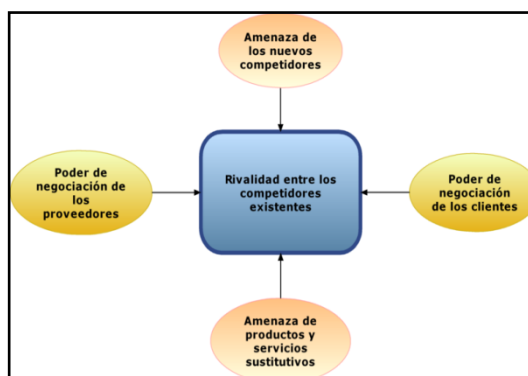 Amenaza de
los nuevos
competidores
Poder de
negociación de
los
proveedores
Rivalidad entre los
competidores
existentes
Poder de
negociación
de los clientes
Amenaza de
productos y
servicios
sustitutivos